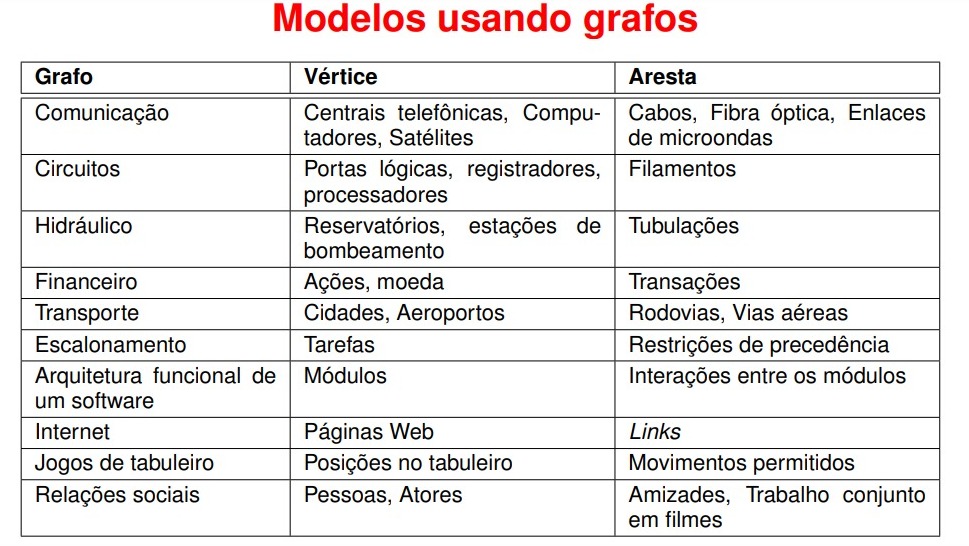 Modelos usando grafos
Grafo Vértice Aresta
Comunicação Centrais telefônicas, Compu- Cabos, Fibra óptica, Enlaces
tadores, Satélites de microondas
Circuitos Portas lógicas, registradores, Filamentos
processadores
Hidráulico Reservatórios, estações de Tubulações
bombeamento
Financeiro Ações, moeda Transações
Transporte Cidades, Aeroportos Rodovias, Vias aéreas
Escalonamento Tarefas Restrições de precedência
Arquitetura funcional de Módulos Interações entre os módulos
um software
Internet Páginas Web Links
Jogos de tabuleiro Posições no tabuleiro Movimentos permitidos
Relações sociais Pessoas, Atores Amizades, Trabalho conjunto
em filmes